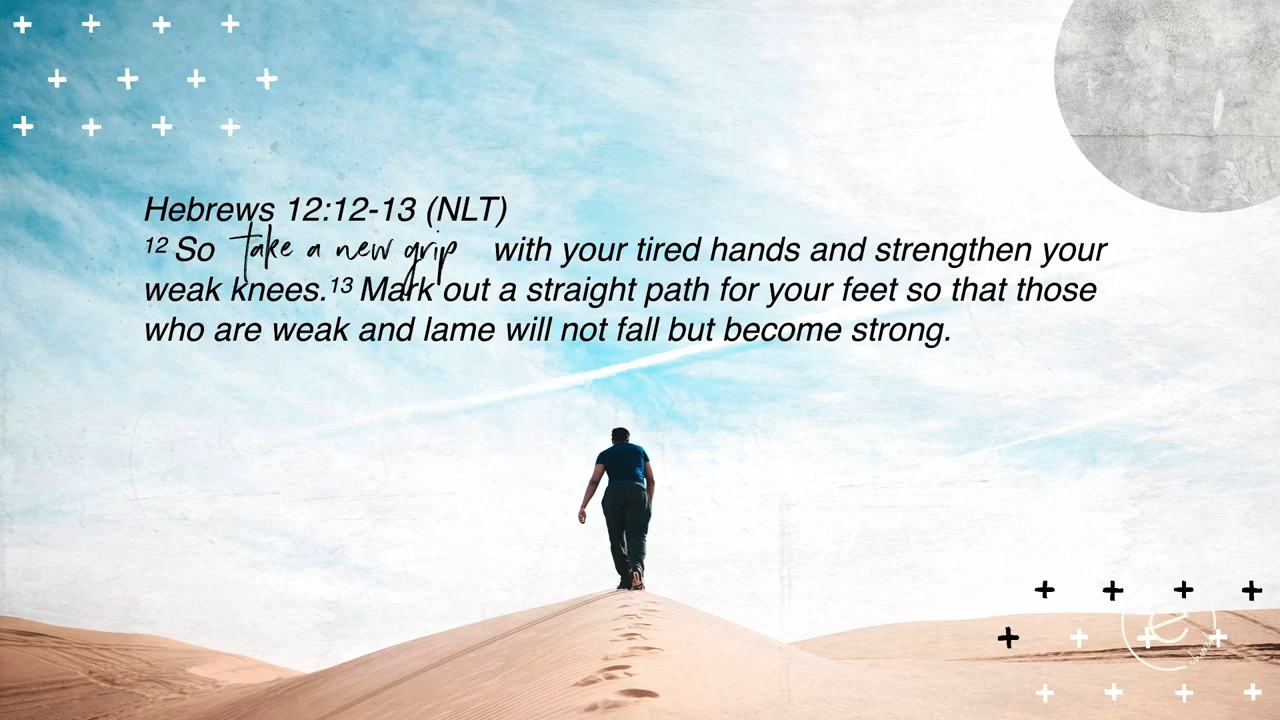 Hebrews 12:12-13 (NLT)
12 So take a new grip with your tired hands and strengthen your
weak knees.13 Mark out a straight path for your feet so that those
who are weak and lame will not fall but become strong.
e